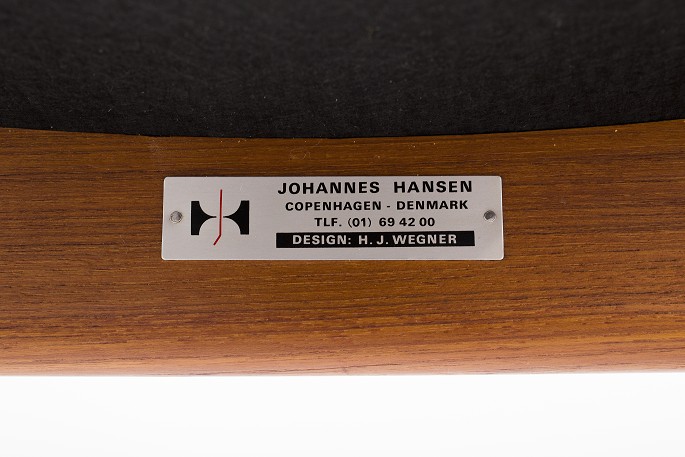 JOHANNES HANSEN
COPENHAGEN - DENMARK
TLF. (01) 69 42 00
DESIGN: H. J. WEGNER